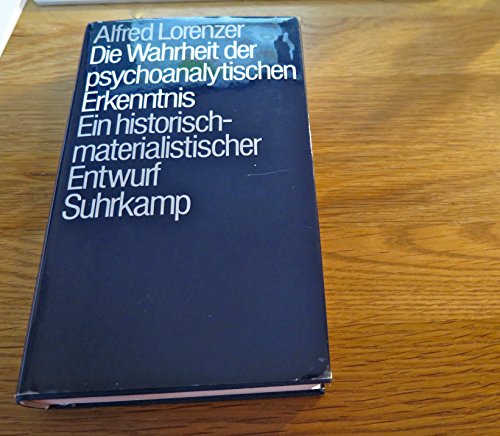 Alfred Lorenzer
Die Wahrheit der
psychoanalytischen
Erkenntnis
Ein historisch-
materialistischer
Entwurf
Suhrkamp